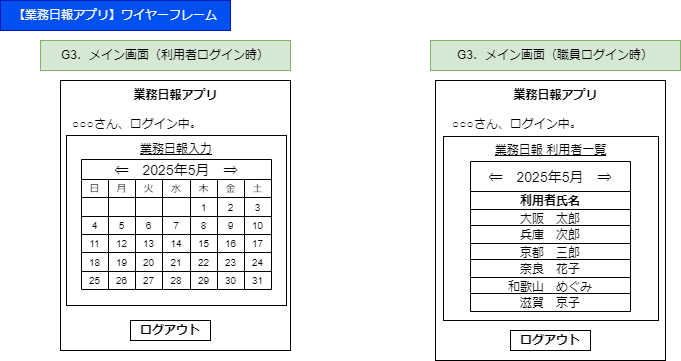 【業務日報アプリ】ワイヤーフレーム
G3．メイン画面（利用者ログイン時）
業務日報アプリ
○○○さん、ログイン中。
業務日報入力
⇐ 2025年5月 ⇒
日 月 火 水 木 金 土
1 2 3
4 5 6 7 8 9 10
11 12 13 14 15 16 17
18 19 20 21 22 23 24
25 26 27 28 29 30 31
ログアウト
G3．メイン画面（職員ログイン時）
業務日報アプリ
○○○さん、ログイン中。
業務日報 利用者一覧
⇐ 2025年5月 ⇒
利用者氏名
大阪　太郎
兵庫　次郎
京都　三郎
奈良　花子
和歌山　めぐみ
滋賀　京子
ログアウト